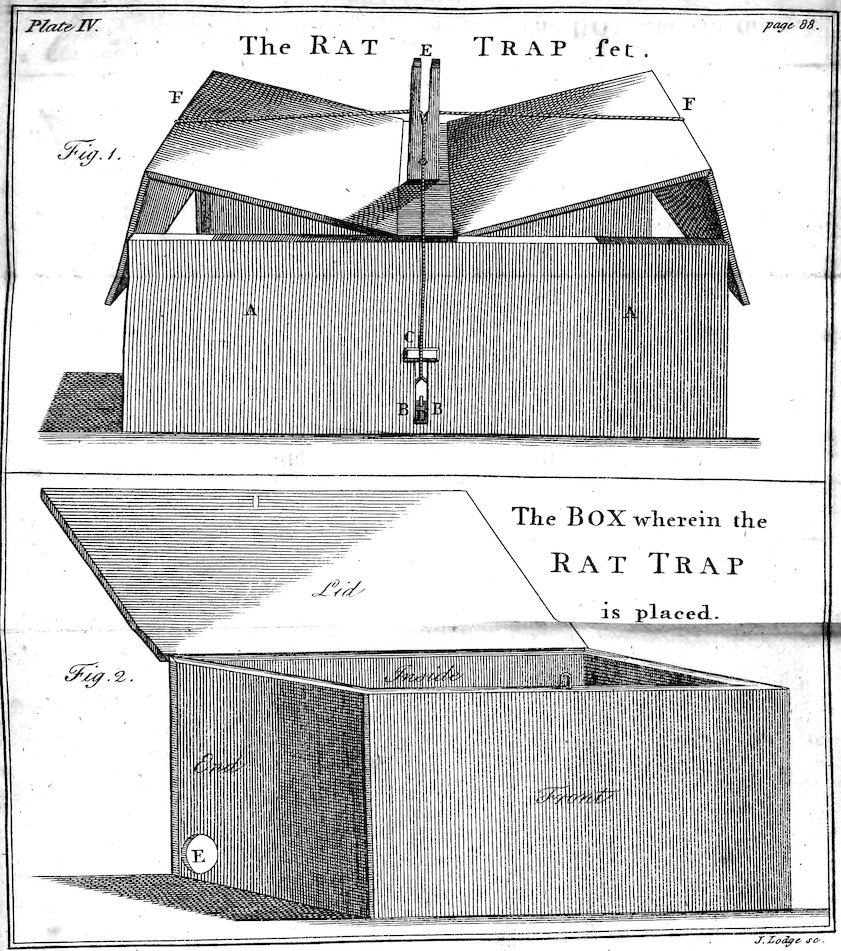 Plate IV.
page 88.
The RAT TRAP ſet.
E
F
F
Fig. 1.
A
A
C
B
B
The BOX wherein the
RAT TRAP
is placed.
Lid
Fig. 2.
Inside
End
Front
E
J. Lodge sc.